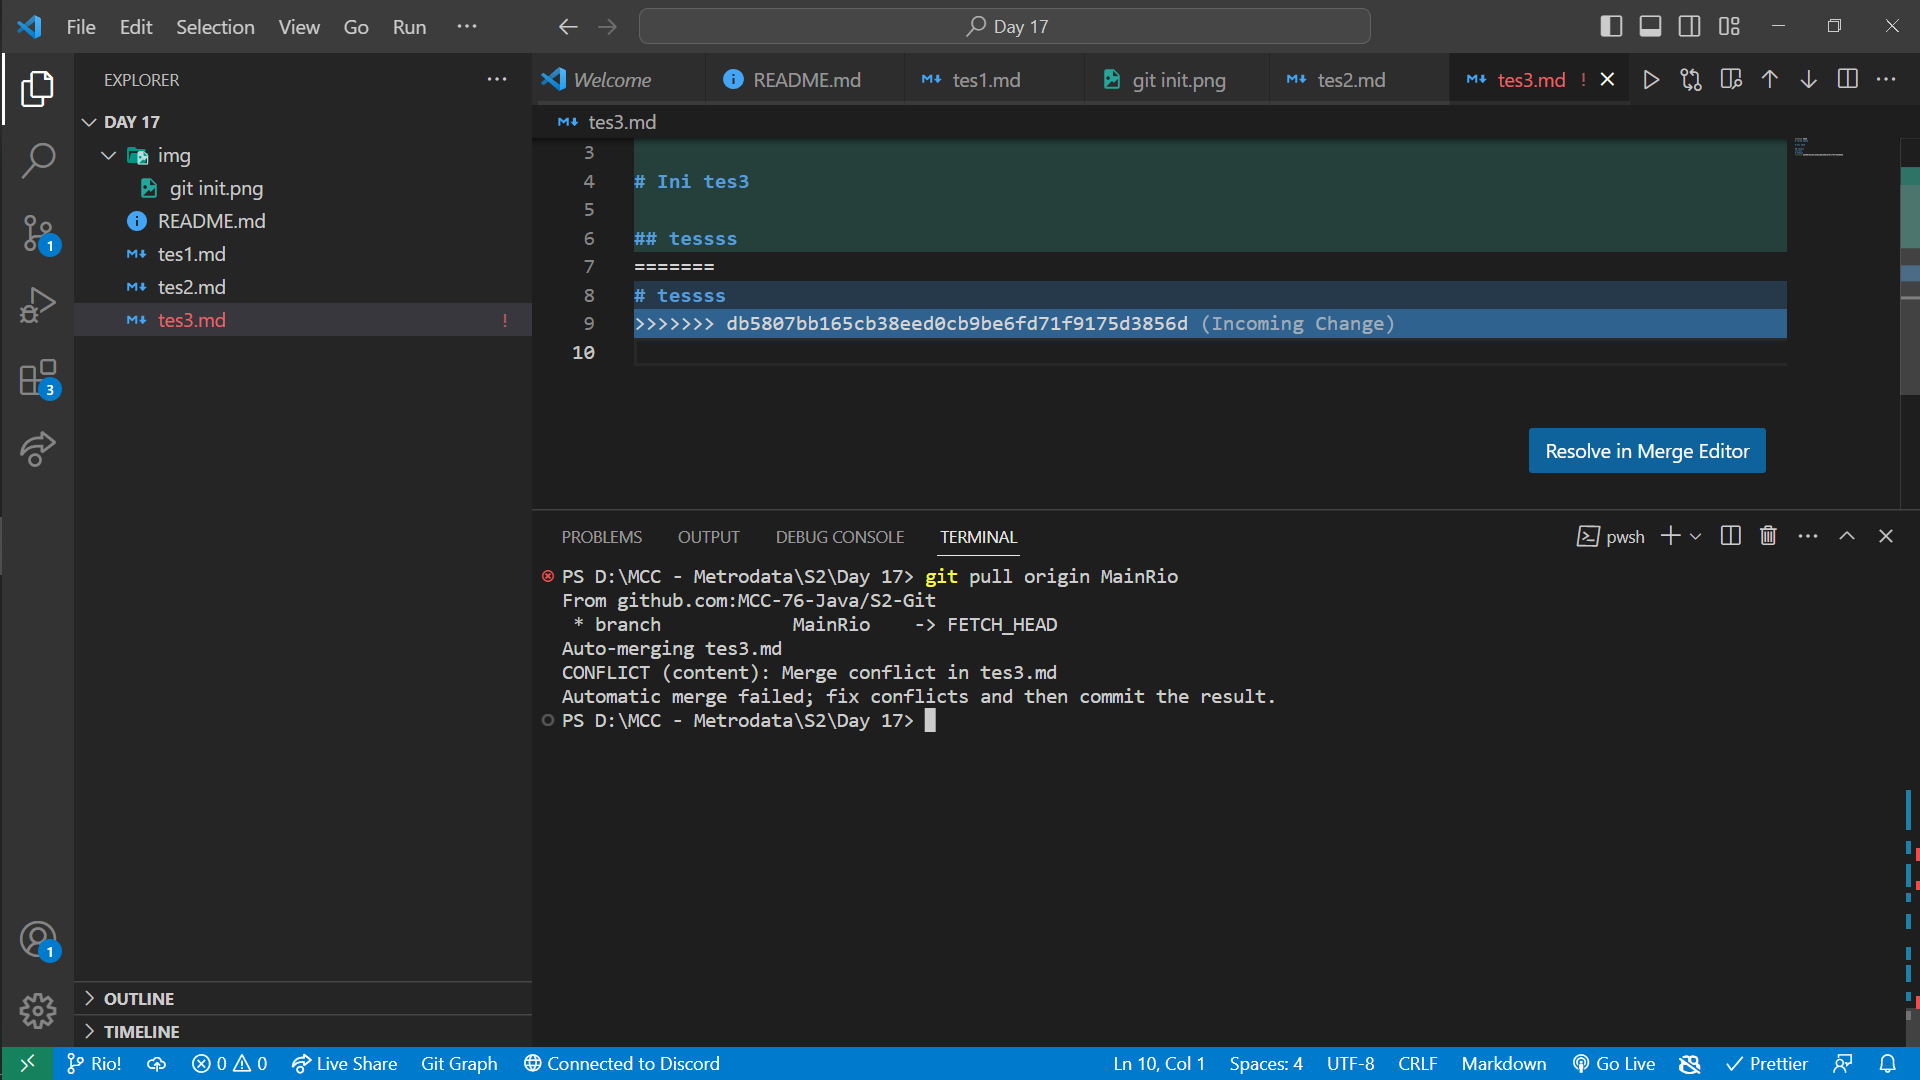 File Edit Selection View Go Run ···
Day 17
EXPLORER
DAY 17
img
git init.png
README.md
tes1.md
tes2.md
tes3.md !
1
3
1
OUTLINE
TIMELINE
Welcome README.md tes1.md git init.png tes2.md tes3.md !
tes3.md
3
4 # Ini tes3
5
6 ## tessss
7 =======
8 # tessss
9 >>>>>>> db5807bb165cb38eed0cb9be6fd71f9175d3856d (Incoming Change)
10
Resolve in Merge Editor
PROBLEMS OUTPUT DEBUG CONSOLE TERMINAL
pwsh
PS D:\MCC - Metrodata\S2\Day 17> git pull origin MainRio
From github.com:MCC-76-Java/S2-Git
 * branch            MainRio    -> FETCH_HEAD
Auto-merging tes3.md
CONFLICT (content): Merge conflict in tes3.md
Automatic merge failed; fix conflicts and then commit the result.
PS D:\MCC - Metrodata\S2\Day 17>
Rio! 0 0 Live Share Git Graph Connected to Discord Ln 10, Col 1 Spaces: 4 UTF-8 CRLF Markdown Go Live Prettier